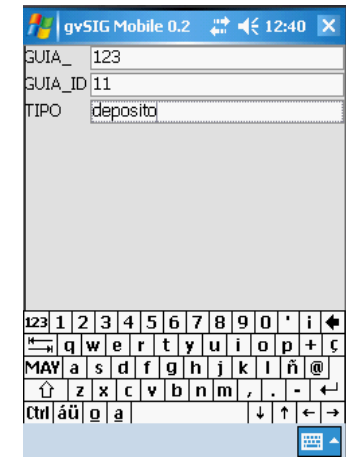 gvSIG Mobile 0.2 12:40
GUIA_ 123
GUIA_ID 11
TIPO deposito
123 1 2 3 4 5 6 7 8 9 0 ' ¡
q w e r t y u i o p + ç
MAY a s d f g h j k l ñ @
z x c v b n m , . -
Ctrl áü º ª